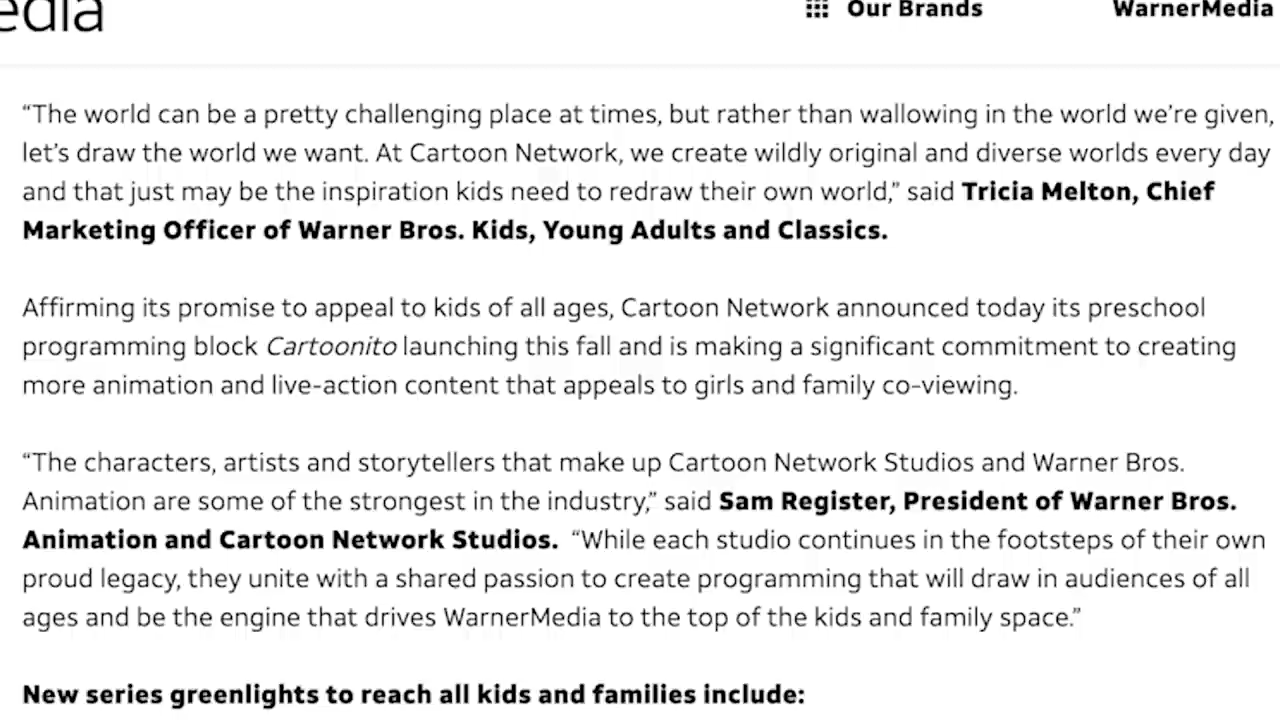 edia
Our Brands
WarnerMedia
“The world can be a pretty challenging place at times, but rather than wallowing in the world we’re given,
let’s draw the world we want. At Cartoon Network, we create wildly original and diverse worlds every day
and that just may be the inspiration kids need to redraw their own world,” said Tricia Melton, Chief
Marketing Officer of Warner Bros. Kids, Young Adults and Classics.
Affirming its promise to appeal to kids of all ages, Cartoon Network announced today its preschool
programming block Cartoonito launching this fall and is making a significant commitment to creating
more animation and live-action content that appeals to girls and family co-viewing.
“The characters, artists and storytellers that make up Cartoon Network Studios and Warner Bros.
Animation are some of the strongest in the industry,” said Sam Register, President of Warner Bros.
Animation and Cartoon Network Studios. “While each studio continues in the footsteps of their own
proud legacy, they unite with a shared passion to create programming that will draw in audiences of all
ages and be the engine that drives WarnerMedia to the top of the kids and family space.”
New series greenlights to reach all kids and families include: